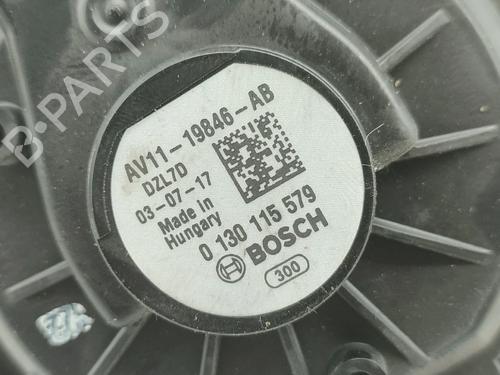 B-PARTS
AV11-19846-AB
DZL7D
03-07-17
Made in
Hungary
0 130 115 579
BOSCH
300